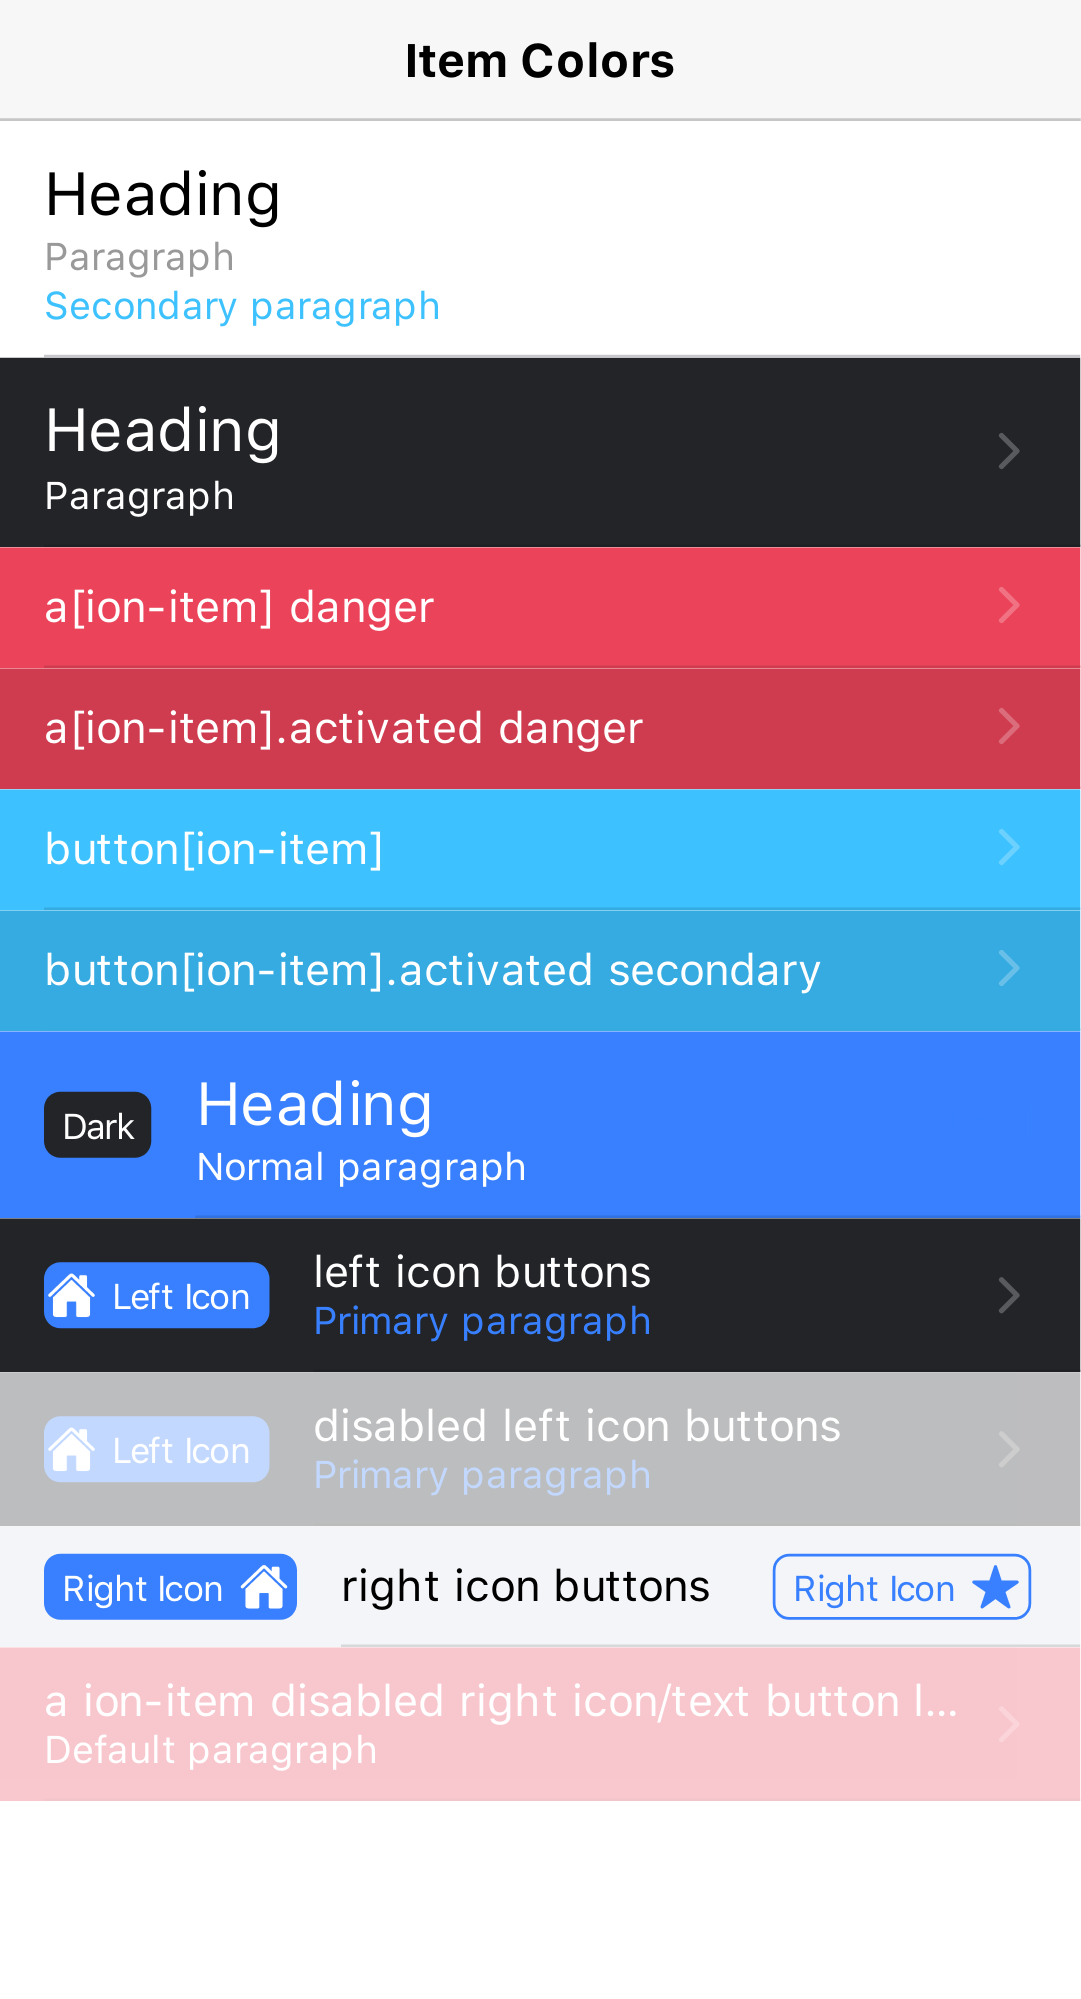 Item Colors
Heading
Paragraph
Secondary paragraph
Heading
Paragraph
a[ion-item] danger
a[ion-item].activated danger
button[ion-item]
button[ion-item].activated secondary
Dark
Heading
Normal paragraph
Left Icon
left icon buttons
Primary paragraph
Left Icon
disabled left icon buttons
Primary paragraph
Right Icon right icon buttons Right Icon
a ion-item disabled right icon/text button l...
Default paragraph